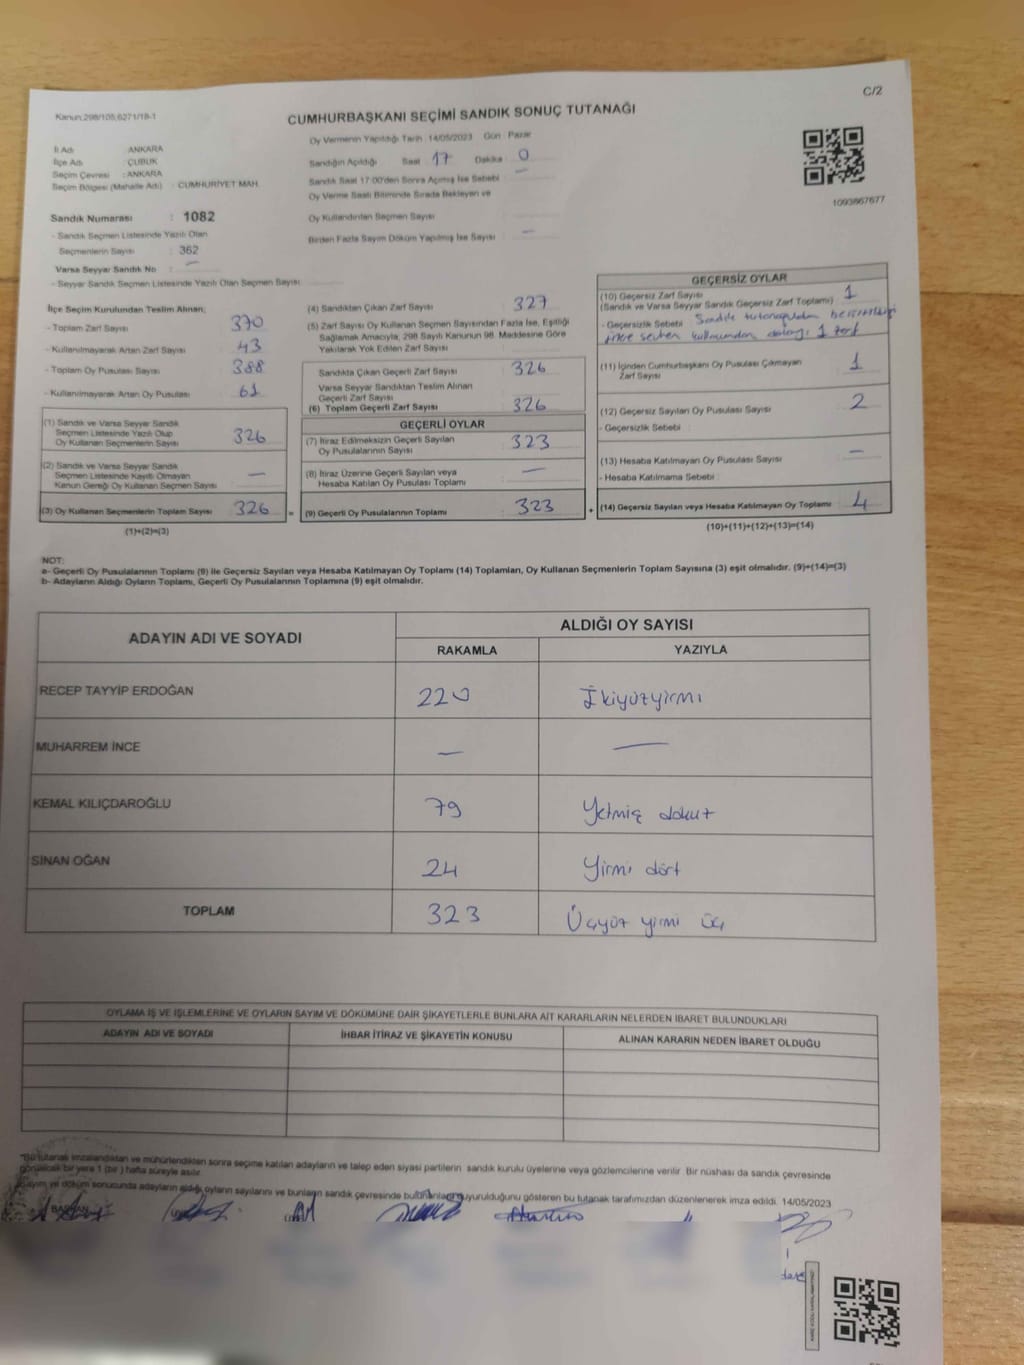 C/2
Kanun:298/105,6271/18-1
CUMHURBAŞKANI SEÇİMİ SANDIK SONUÇ TUTANAĞI
İl Adı : ANKARA
İlçe Adı : ÇUBUK
Seçim Çevresi : ANKARA
Seçim Bölgesi (Mahalle Adı) : CUMHURİYET MAH.
Sandık Numarası : 1082
- Sandık Seçmen Listesinde Yazılı Olan
Seçmenlerin Sayısı : 362
Varsa Seyyar Sandık No : —
- Seyyar Sandık Seçmen Listesinde Yazılı Olan Seçmen Sayısı
Oy Vermenin Yapıldığı Tarih : 14/05/2023 Gün : Pazar
Sandığın Açıldığı Saat 17 Dakika : 0
Sandık Saat 17:00'den Sonra Açılmış İse Sebebi : —
Oy Verme Saati Bitiminde Sırada Bekleyen ve
Oy Kullandırılan Seçmen Sayısı
Birden Fazla Sayım Döküm Yapılmış İse Sayısı : —
1093867677
İlçe Seçim Kurulundan Teslim Alınan;
- Toplam Zarf Sayısı 370
- Kullanılmayarak Artan Zarf Sayısı 43
- Toplam Oy Pusulası Sayısı 388
- Kullanılmayarak Artan Oy Pusulası 61
(1) Sandık ve Varsa Seyyar Sandık
Seçmen Listesinde Yazılı Olup
Oy Kullanan Seçmenlerin Sayısı 326
(2) Sandık ve Varsa Seyyar Sandık
Seçmen Listesinde Kayıtlı Olmayan
Kanun Gereği Oy Kullanan Seçmen Sayısı —
(3) Oy Kullanan Seçmenlerin Toplam Sayısı 326 =
(1)+(2)=(3)
(4) Sandıktan Çıkan Zarf Sayısı 327
(5) Zarf Sayısı Oy Kullanan Seçmen Sayısından Fazla İse, Eşitliği
Sağlamak Amacıyla; 298 Sayılı Kanunun 98. Maddesine Göre
Yakılarak Yok Edilen Zarf Sayısı
Sandıkta Çıkan Geçerli Zarf Sayısı 326
Varsa Seyyar Sandıktan Teslim Alınan
Geçerli Zarf Sayısı
(6) Toplam Geçerli Zarf Sayısı 326
GEÇERLİ OYLAR
(7) İtiraz Edilmeksizin Geçerli Sayılan
Oy Pusulalarının Sayısı 323
(8) İtiraz Üzerine Geçerli Sayılan veya
Hesaba Katılan Oy Pusulası Toplamı —
(9) Geçerli Oy Pusulalarının Toplamı 323 +
GEÇERSİZ OYLAR
(10) Geçersiz Zarf Sayısı 1
(Sandık ve Varsa Seyyar Sandık Geçersiz Zarf Toplamı)
- Geçersizlik Sebebi : Sandık
1 zarf
(11) İçinden Cumhurbaşkanı Oy Pusulası Çıkmayan
Zarf Sayısı 1
(12) Geçersiz Sayılan Oy Pusulası Sayısı 2
- Geçersizlik Sebebi :
(13) Hesaba Katılmayan Oy Pusulası Sayısı —
- Hesaba Katılmama Sebebi :
(14) Geçersiz Sayılan veya Hesaba Katılmayan Oy Toplamı 4
(10)+(11)+(12)+(13)=(14)
NOT:
a- Geçerli Oy Pusulalarının Toplamı (9) ile Geçersiz Sayılan veya Hesaba Katılmayan Oy Toplamı (14) Toplamları, Oy Kullanan Seçmenlerin Toplam Sayısına (3) eşit olmalıdır. (9)+(14)=(3)
b- Adayların Aldığı Oyların Toplamı, Geçerli Oy Pusulalarının Toplamına (9) eşit olmalıdır.
ADAYIN ADI VE SOYADI ALDIĞI OY SAYISI
RAKAMLA YAZIYLA
RECEP TAYYİP ERDOĞAN 220 İkiyüzyirmi
MUHARREM İNCE — —
KEMAL KILIÇDAROĞLU 79 Yetmiş dokuz
SİNAN OĞAN 24 Yirmi dört
TOPLAM 323 Üçyüz yirmi üç
OYLAMA İŞ VE İŞLEMLERİNE VE OYLARIN SAYIM VE DÖKÜMÜNE DAİR ŞİKAYETLERLE BUNLARA AİT KARARLARIN NELERDEN İBARET BULUNDUKLARI
ADAYIN ADI VE SOYADI İHBAR İTİRAZ VE ŞİKAYETİN KONUSU ALINAN KARARIN NEDEN İBARET OLDUĞU
*Bu tutanak imzalandıktan ve mühürlendikten sonra seçime katılan adayların ve talep eden siyasi partilerin sandık kurulu üyelerine veya gözlemcilerine verilir. Bir nüshası da sandık çevresinde
görülecek bir yere 1 (bir) hafta süreyle asılır.
Sayım ve döküm sonucunda adayların aldığı oyların sayılarını ve bunların sandık çevresinde bulunanlara duyurulduğunu gösteren bu tutanak tarafımızdan düzenlenerek imza edildi. 14/05/2023
BAŞKAN